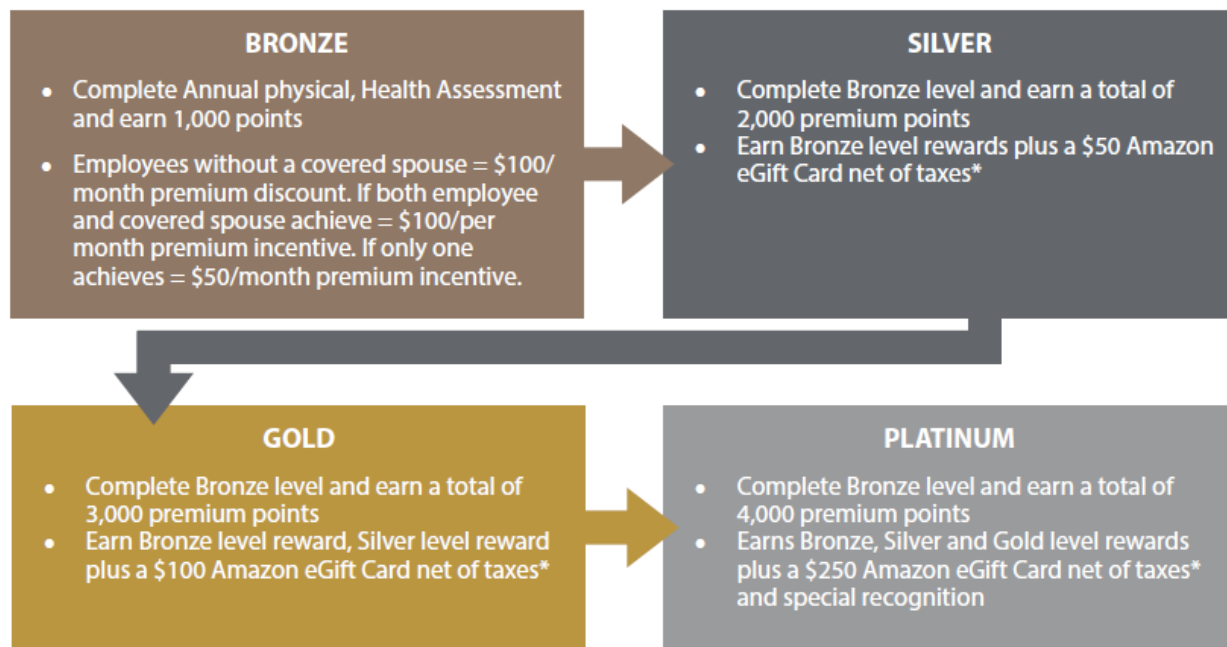 BRONZE
• Complete Annual physical, Health Assessment
and earn 1,000 points
• Employees without a covered spouse = $100/
month premium discount. If both employee
and covered spouse achieve = $100/per
month premium incentive. If only one
achieves = $50/month premium incentive.
SILVER
• Complete Bronze level and earn a total of
2,000 premium points
• Earn Bronze level rewards plus a $50 Amazon
eGift Card net of taxes*
GOLD
• Complete Bronze level and earn a total of
3,000 premium points
• Earn Bronze level reward, Silver level reward
plus a $100 Amazon eGift Card net of taxes*
PLATINUM
• Complete Bronze level and earn a total of
4,000 premium points
• Earns Bronze, Silver and Gold level rewards
plus a $250 Amazon eGift Card net of taxes*
and special recognition